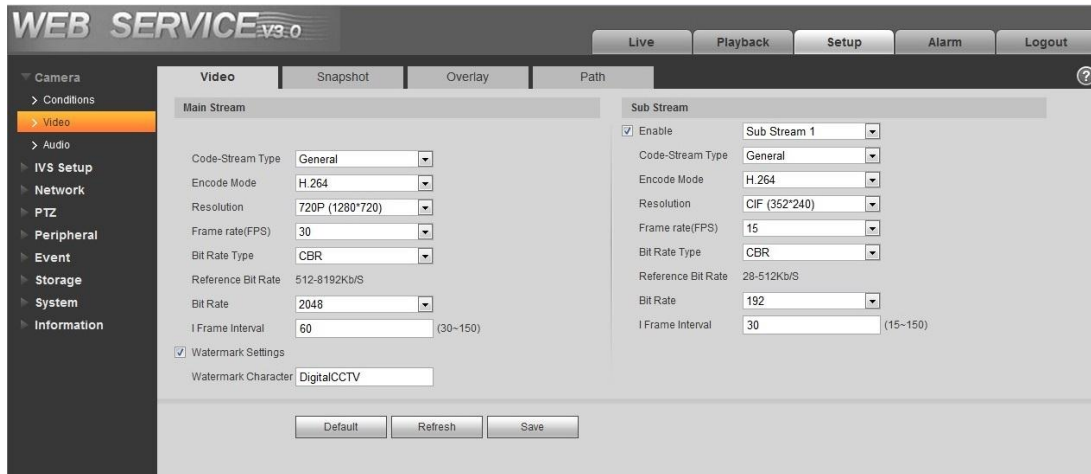 WEB SERVICE V3.0
Live Playback Setup Alarm Logout
Camera
Conditions
Video
Audio
IVS Setup
Network
PTZ
Peripheral
Event
Storage
System
Information
Video Snapshot Overlay Path
?
Main Stream
Code-Stream Type General
Encode Mode H.264
Resolution 720P (1280*720)
Frame rate(FPS) 30
Bit Rate Type CBR
Reference Bit Rate 512-8192Kb/S
Bit Rate 2048
I Frame Interval 60 (30~150)
Watermark Settings
Watermark Character DigitalCCTV
Sub Stream
Enable Sub Stream 1
Code-Stream Type General
Encode Mode H.264
Resolution CIF (352*240)
Frame rate(FPS) 15
Bit Rate Type CBR
Reference Bit Rate 28-512Kb/S
Bit Rate 192
I Frame Interval 30 (15~150)
Default Refresh Save